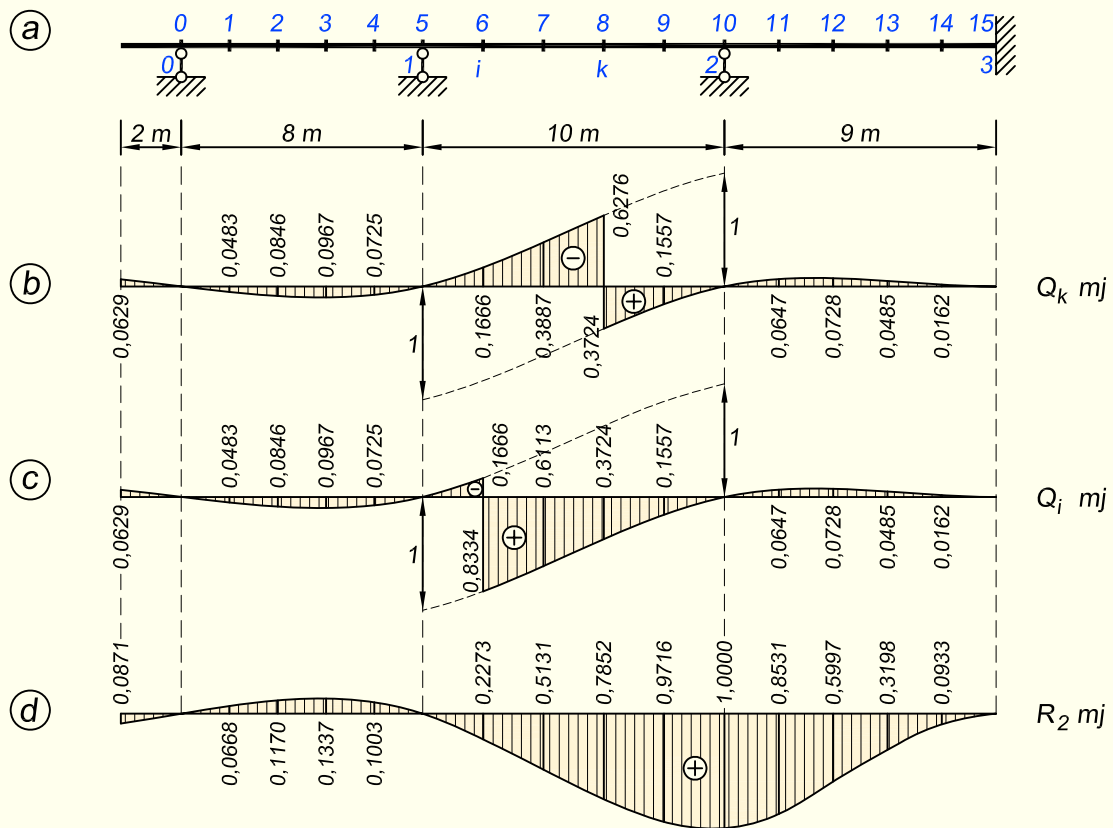 a
0 1 2 3 4 5 6 7 8 9 10 11 12 13 14 15
0 1 i k 2 3
2 m 8 m 10 m 9 m
b
0,0483 0,0846 0,0967 0,0725 0,6276 0,1557
1
−
+
0,0629 1 0,1666 0,3887 0,3724 0,0647 0,0728 0,0485 0,0162
Qk mj
c
0,0483 0,0846 0,0967 0,0725 0,1666 0,6113 0,3724 0,1557
1
−
+
0,0629 1 0,8334 0,0647 0,0728 0,0485 0,0162
Qi mj
d
0,0871 0,2273 0,5131 0,7852 0,9716 1,0000 0,8531 0,5997 0,3198 0,0933
0,0668 0,1170 0,1337 0,1003
+
R2 mj